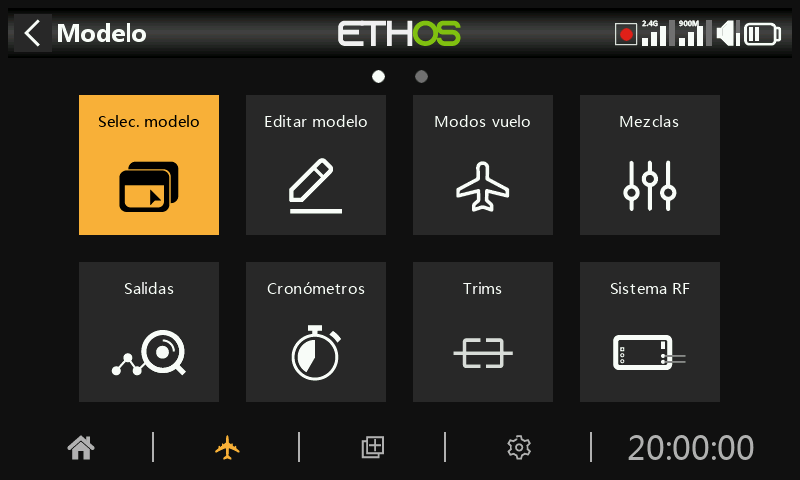 Modelo
ETHOS
2.4G
900M
Selec. modelo
Editar modelo
Modos vuelo
Mezclas
Salidas
Cronómetros
Trims
Sistema RF
20:00:00